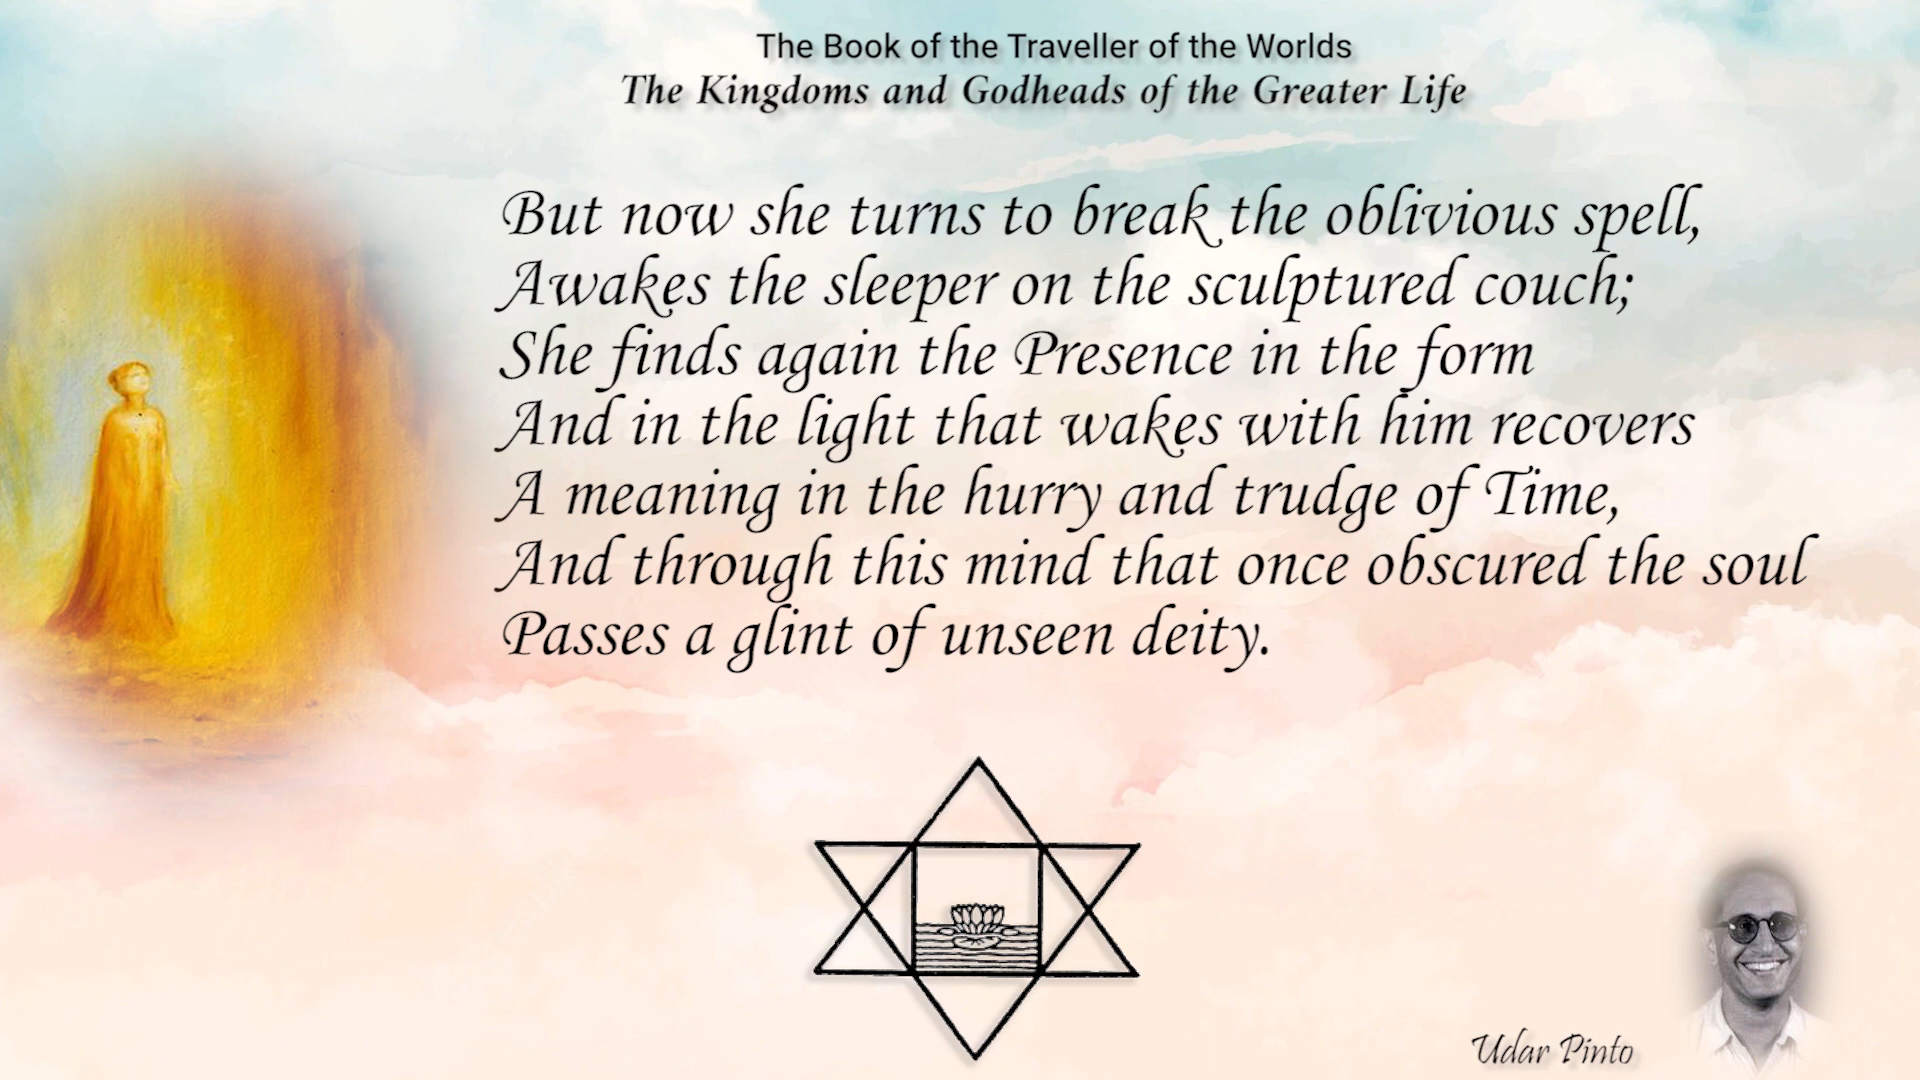 The Book of the Traveller of the Worlds
The Kingdoms and Godheads of the Greater Life
But now she turns to break the oblivious spell,
Awakes the sleeper on the sculptured couch;
She finds again the Presence in the form
And in the light that wakes with him recovers
A meaning in the hurry and trudge of Time,
And through this mind that once obscured the soul
Passes a glint of unseen deity.
Udar Pinto